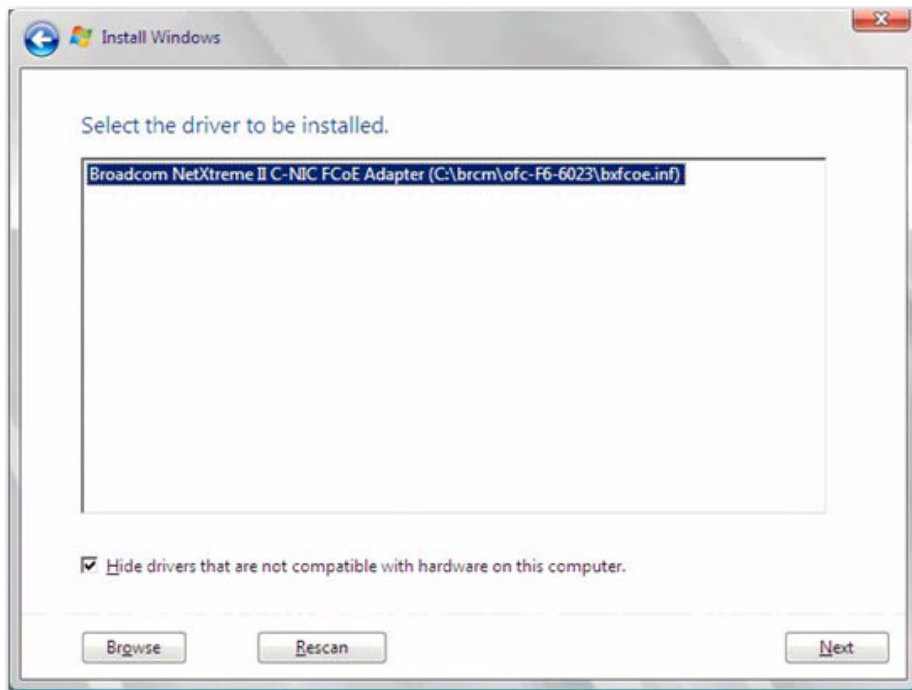 Install Windows
Select the driver to be installed.
Broadcom NetXtreme II C-NIC FCoE Adapter (C:\brcm\ofc-F6-6023\bxfcoe.inf)
Hide drivers that are not compatible with hardware on this computer.
Browse
Rescan
Next